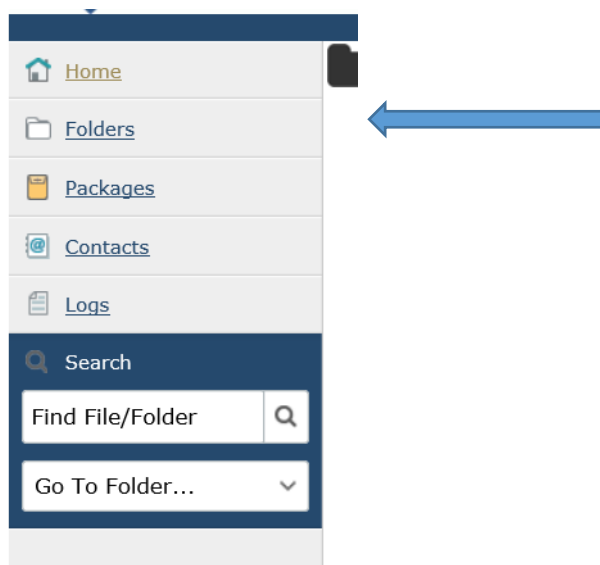 Home
Folders
Packages
Contacts
Logs
Search
Find File/Folder
Go To Folder...